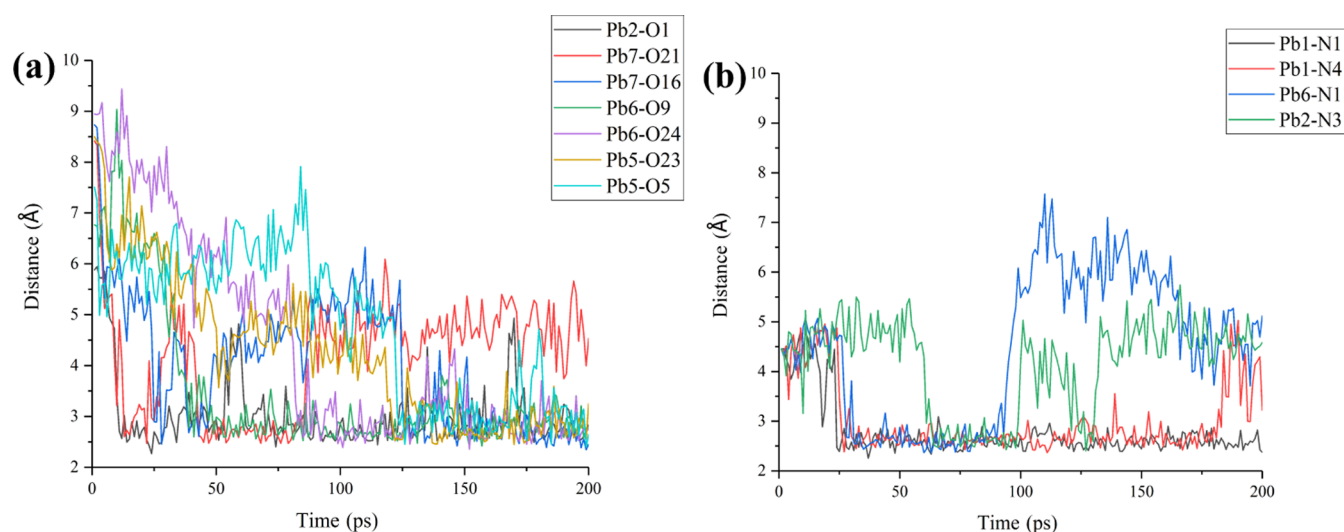 (a)
Pb2-O1
Pb7-O21
Pb7-O16
Pb6-O9
Pb6-O24
Pb5-O23
Pb5-O5
10
9
8
7
6
5
4
3
2
Distance (Å)
0
50
100
150
200
Time (ps)
(b)
Pb1-N1
Pb1-N4
Pb6-N1
Pb2-N3
10
9
8
7
6
5
4
3
2
Distance (Å)
0
50
100
150
200
Time (ps)